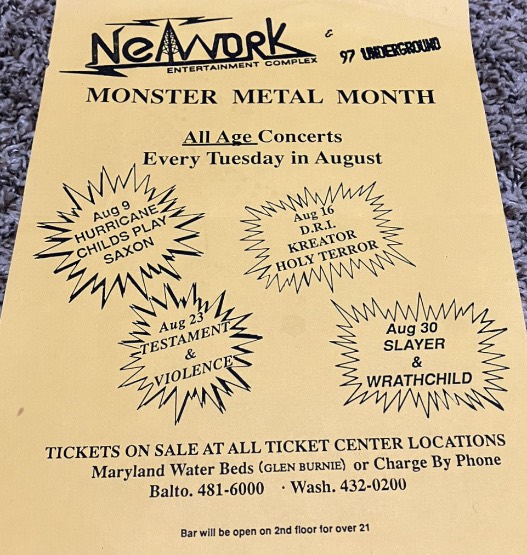 Network
&
97 UNDERGROUND
ENTERTAINMENT COMPLEX
MONSTER METAL MONTH
All Age Concerts
Every Tuesday in August
Aug 9
HURRICANE
CHILDS PLAY
SAXON
Aug 16
D.R.I.
KREATOR
HOLY TERROR
Aug 23
TESTAMENT
&
VIOLENCE
Aug 30
SLAYER
&
WRATHCHILD
TICKETS ON SALE AT ALL TICKET CENTER LOCATIONS
Maryland Water Beds (GLEN BURNIE) or Charge By Phone
Balto. 481-6000 · Wash. 432-0200
Bar will be open on 2nd floor for over 21